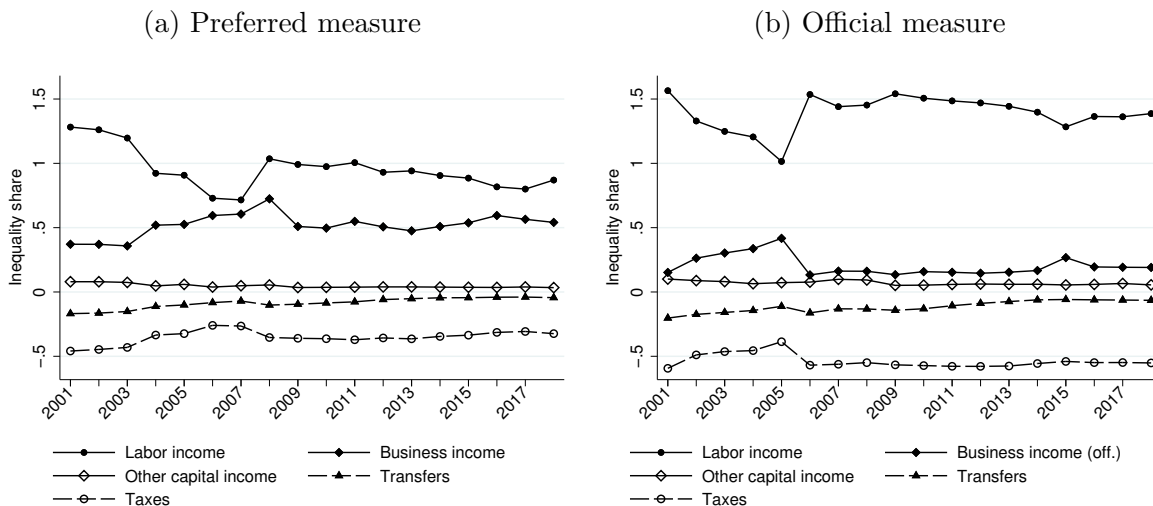 (a) Preferred measure
Inequality share
1.5
1
.5
0
-.5
2001
2003
2005
2007
2009
2011
2013
2015
2017
Labor income
Business income
Other capital income
Transfers
Taxes
(b) Official measure
Inequality share
1.5
1
.5
0
-.5
2001
2003
2005
2007
2009
2011
2013
2015
2017
Labor income
Business income (off.)
Other capital income
Transfers
Taxes